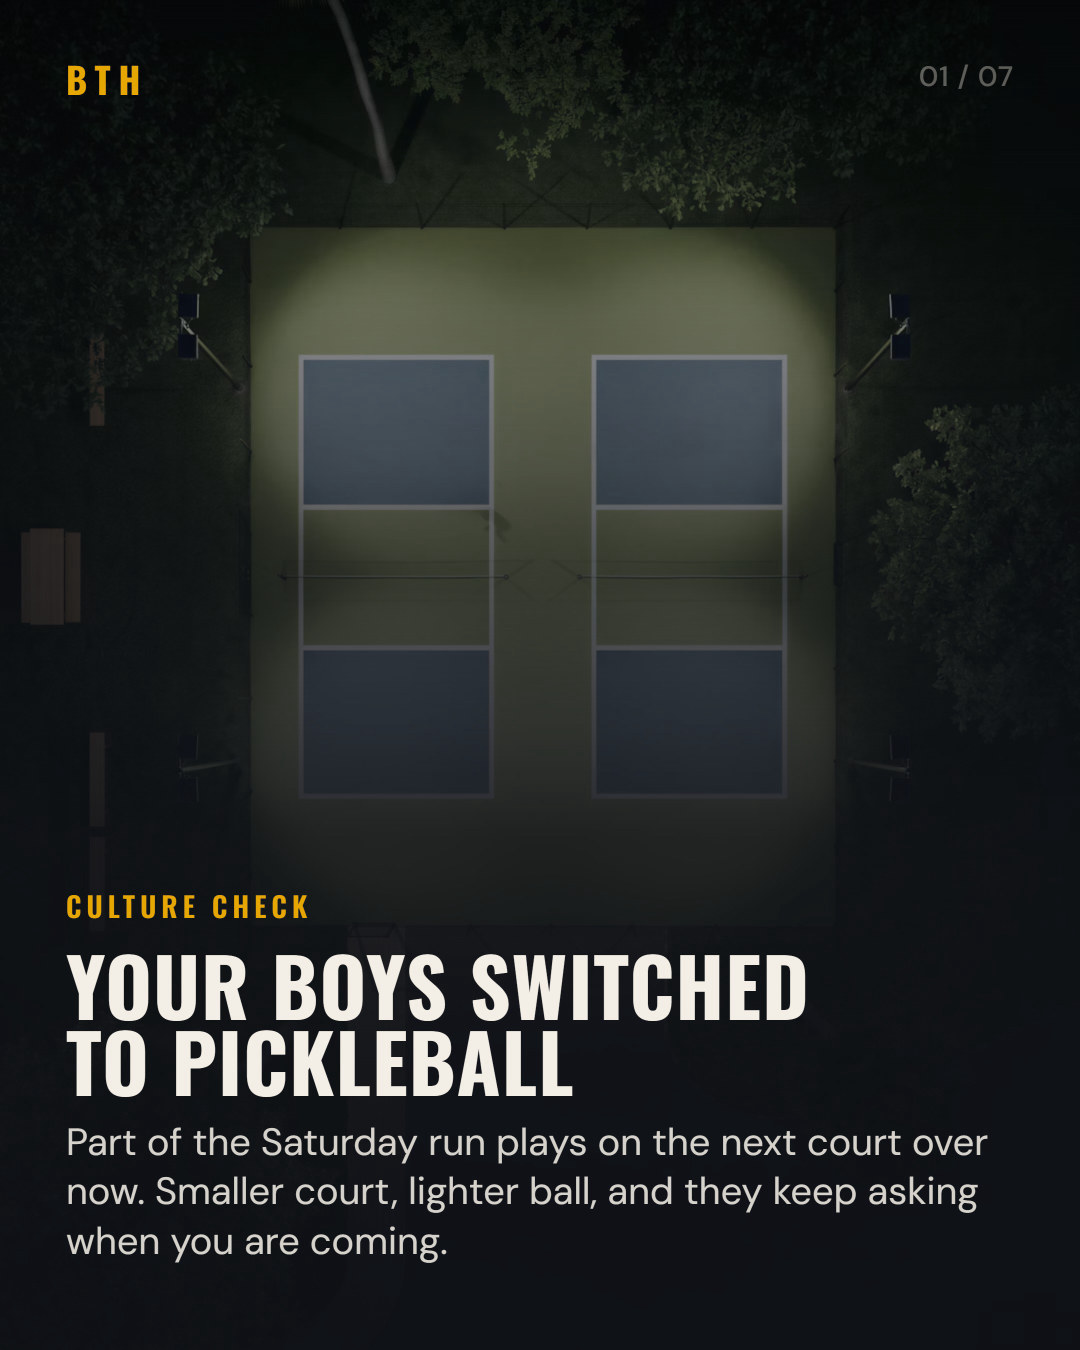 BTH
01 / 07
CULTURE CHECK
YOUR BOYS SWITCHED
TO PICKLEBALL
Part of the Saturday run plays on the next court over
now. Smaller court, lighter ball, and they keep asking
when you are coming.